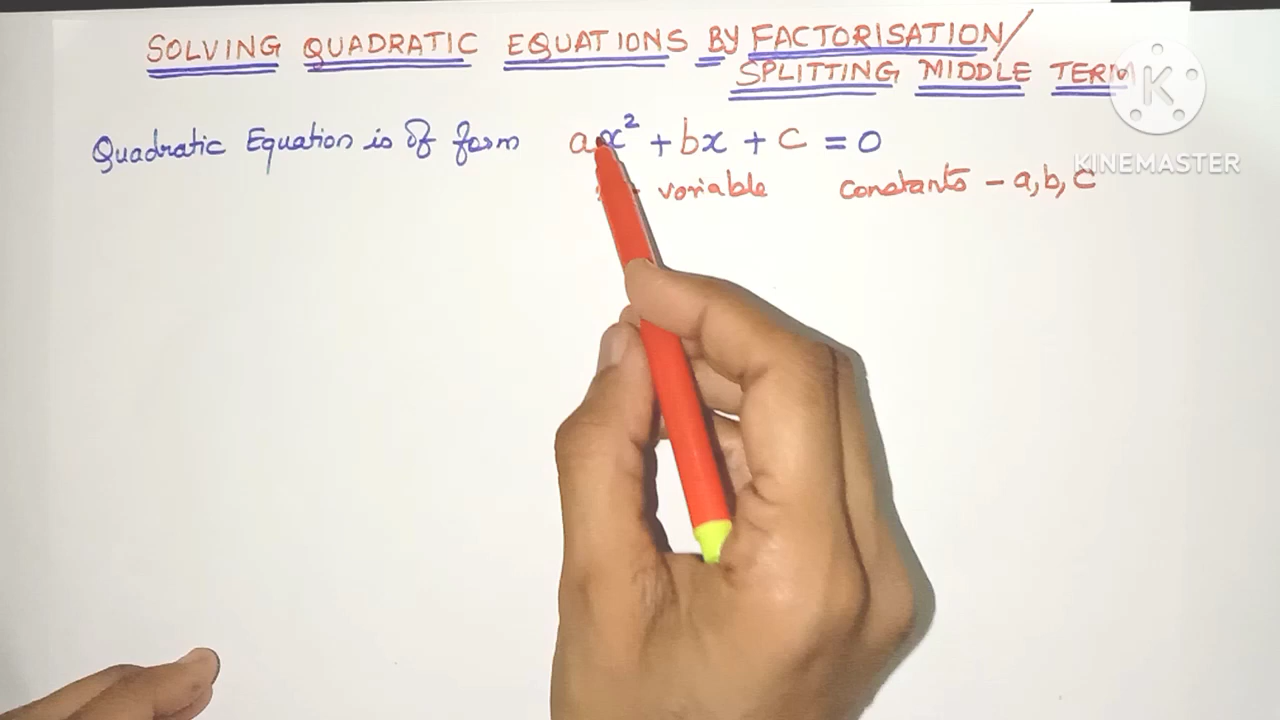 SOLVING QUADRATIC EQUATIONS BY FACTORISATION/
SPLITTING MIDDLE TERM
K
KINEMASTER
Quadratic Equation is of form ax² + bx + c = 0
variable constants - a, b, c